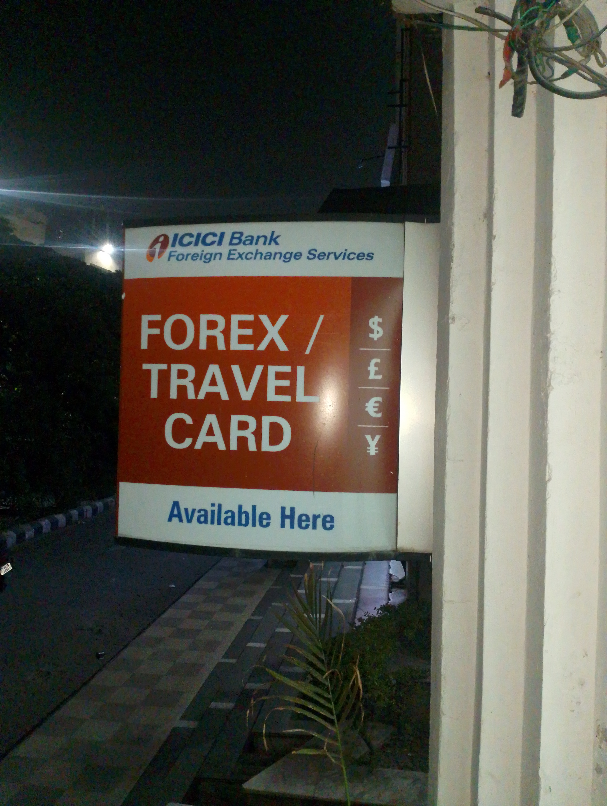 ICICI Bank
Foreign Exchange Services
FOREX /
TRAVEL
CARD
$
£
€
¥
Available Here